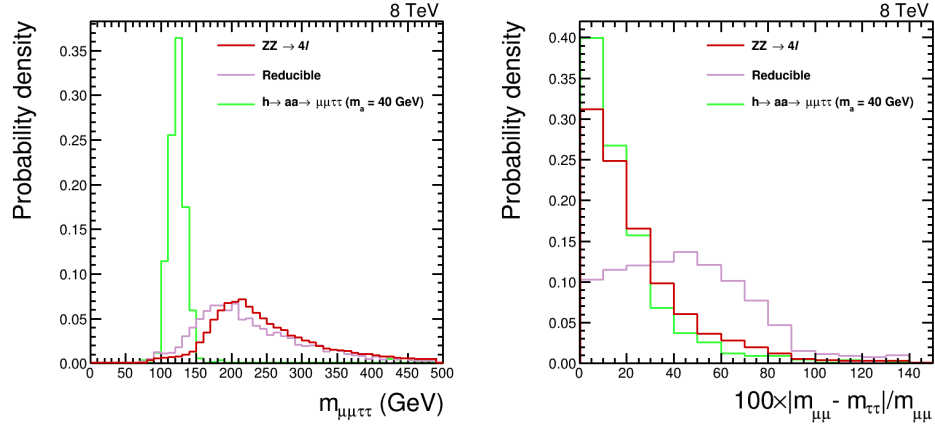 8 TeV
Probability density
ZZ → 4l
Reducible
h→ aa→ μμττ (mₐ = 40 GeV)
0.35
0.30
0.25
0.20
0.15
0.10
0.05
0.00
0 50 100 150 200 250 300 350 400 450 500
m_μμττ (GeV)
8 TeV
Probability density
ZZ → 4l
Reducible
h→ aa→ μμττ (mₐ = 40 GeV)
0.40
0.35
0.30
0.25
0.20
0.15
0.10
0.05
0.00
0 20 40 60 80 100 120 140
100×|m_μμ - m_ττ|/m_μμ